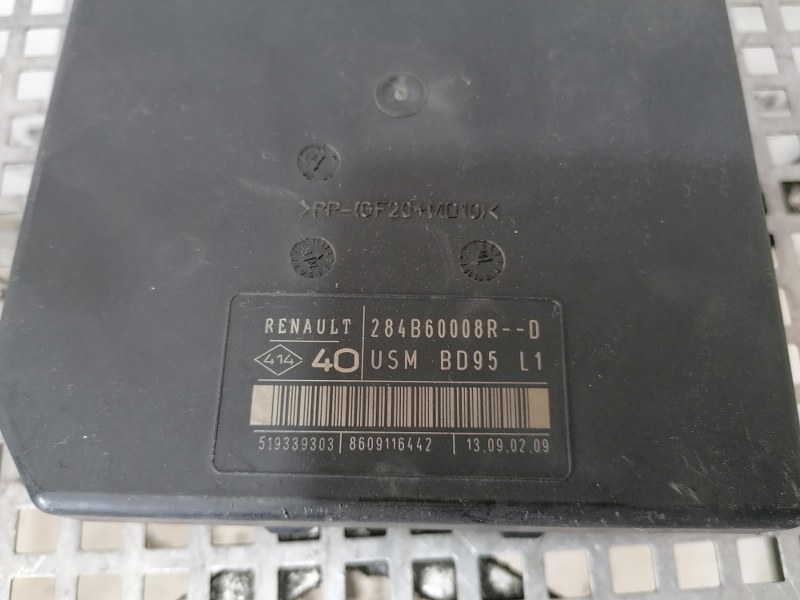 >PP-(GF20+MD10)<
RENAULT 284B60008R--D
414 40 USM BD95 L1
519339303 8609116442 13.09.02.09